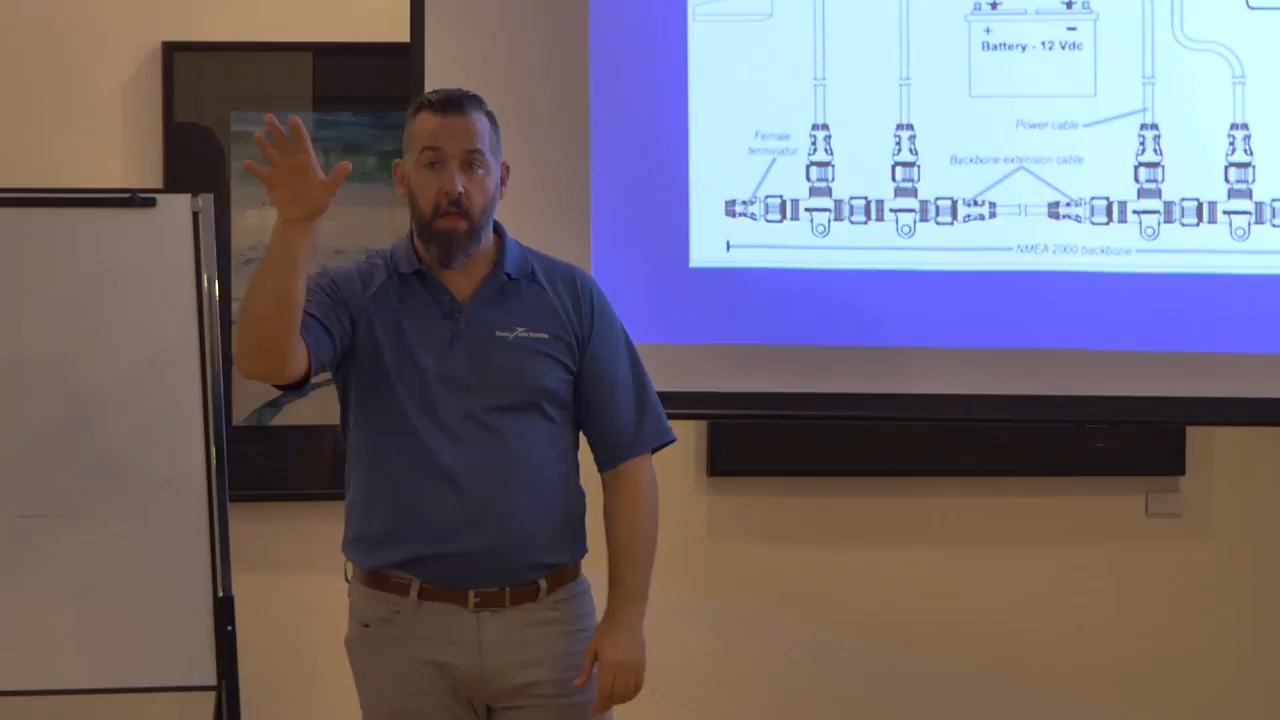 + −
Battery - 12 Vdc
Power cable
Female
terminator
Backbone extension cable
NMEA 2000 backbone